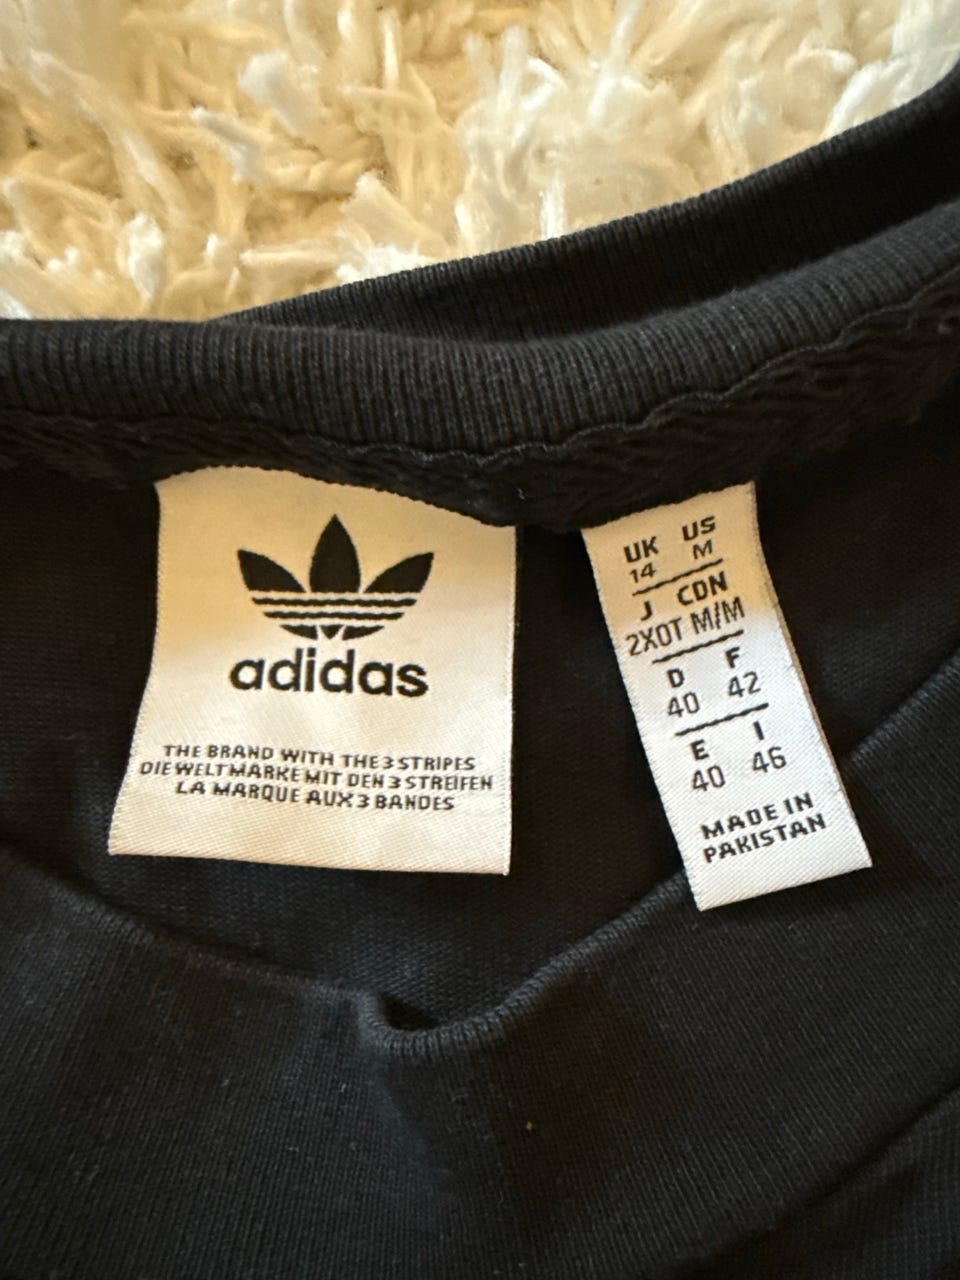 adidas
THE BRAND WITH THE 3 STRIPES
DIE WELTMARKE MIT DEN 3 STREIFEN
LA MARQUE AUX 3 BANDES
UK US
14 M
J CDN
2XOT M/M
D F
40 42
E I
40 46
MADE IN
PAKISTAN